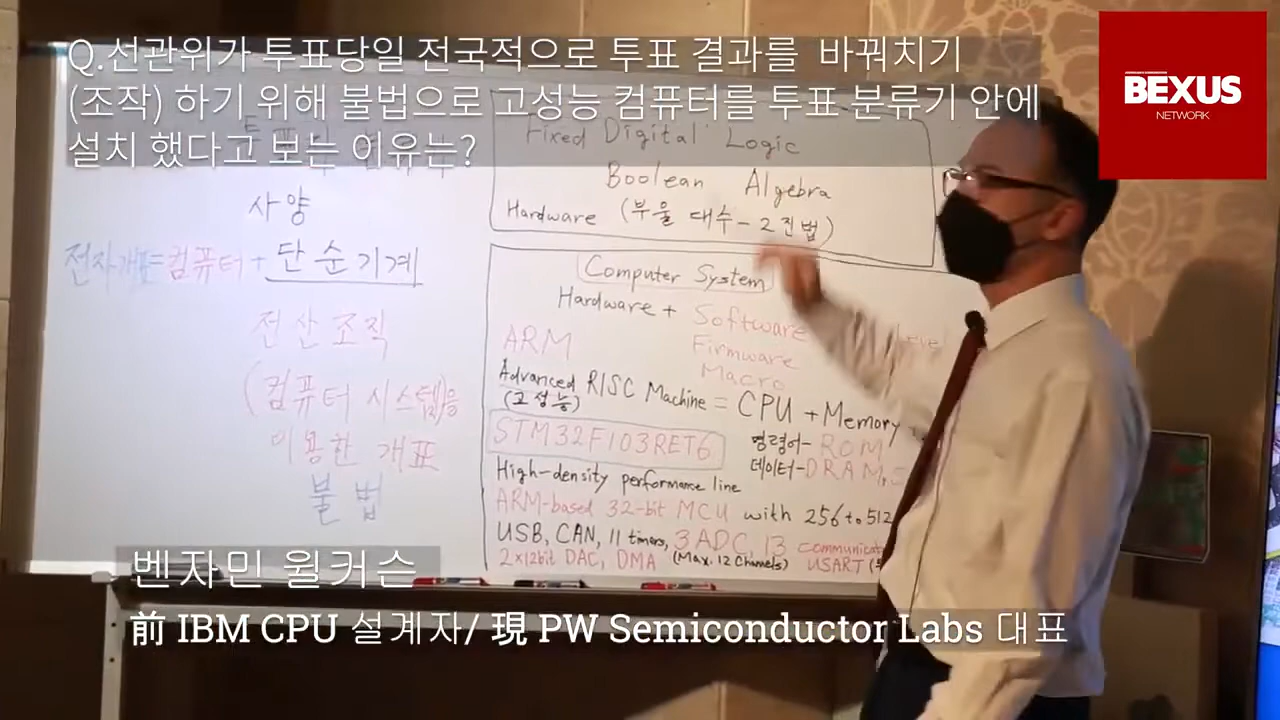 Q.선관위가 투표당일 전국적으로 투표 결과를 바꿔치기
(조작) 하기 위해 불법으로 고성능 컴퓨터를 투표 분류기 안에
설치 했다고 보는 이유는?
BEXUS
NETWORK
사양
전자개표=컴퓨터+단순기계
전산조직
(컴퓨터 시스템)을
이용한 개표
불법
Fixed Digital Logic
Boolean Algebra
Hardware (부울 대수-2진법)
Computer System
Hardware + Software
Firmware
Macro
ARM
Advanced RISC Machine = CPU + Memory
(고성능)
STM32F103RET6
명령어-ROM
데이터-DRAM
High-density performance line
ARM-based 32-bit MCU with 256 to 512
USB, CAN, 11 timers, 3 ADC, 13
2x12bit DAC, DMA (Max. 12 Channels) USART
벤자민 윌커슨
前 IBM CPU 설계자/ 現 PW Semiconductor Labs 대표